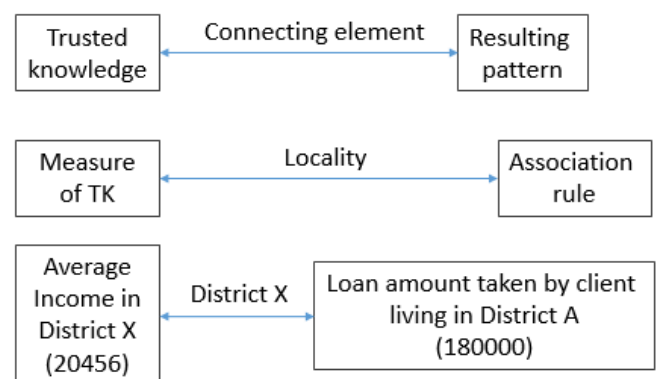 Trusted
knowledge
Connecting element
Resulting
pattern
Measure
of TK
Locality
Association
rule
Average
Income in
District X
(20456)
District X
Loan amount taken by client
living in District A
(180000)